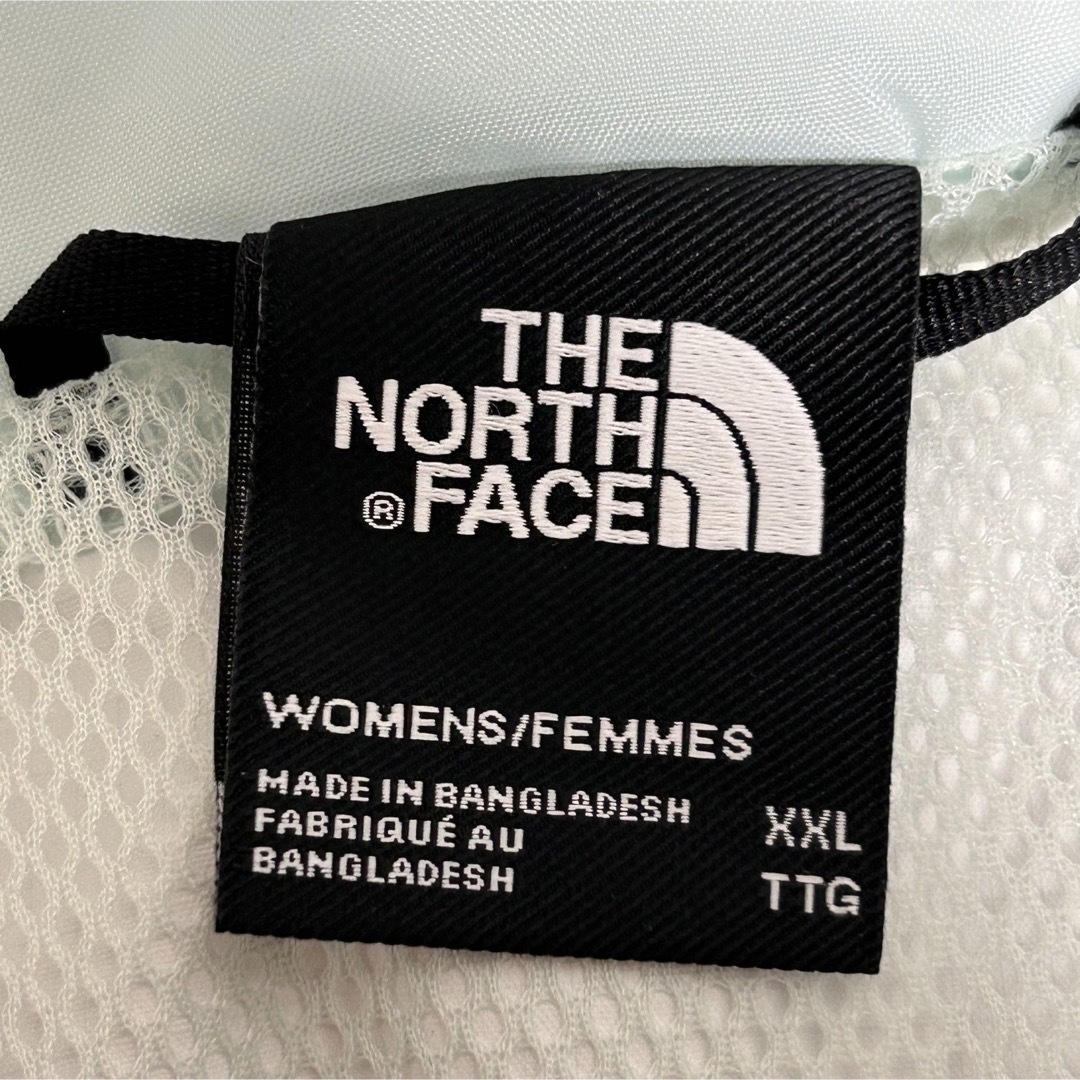 THE
NORTH
® FACE
WOMENS/FEMMES
MADE IN BANGLADESH
FABRIQUÉ AU
BANGLADESH
XXL
TTG